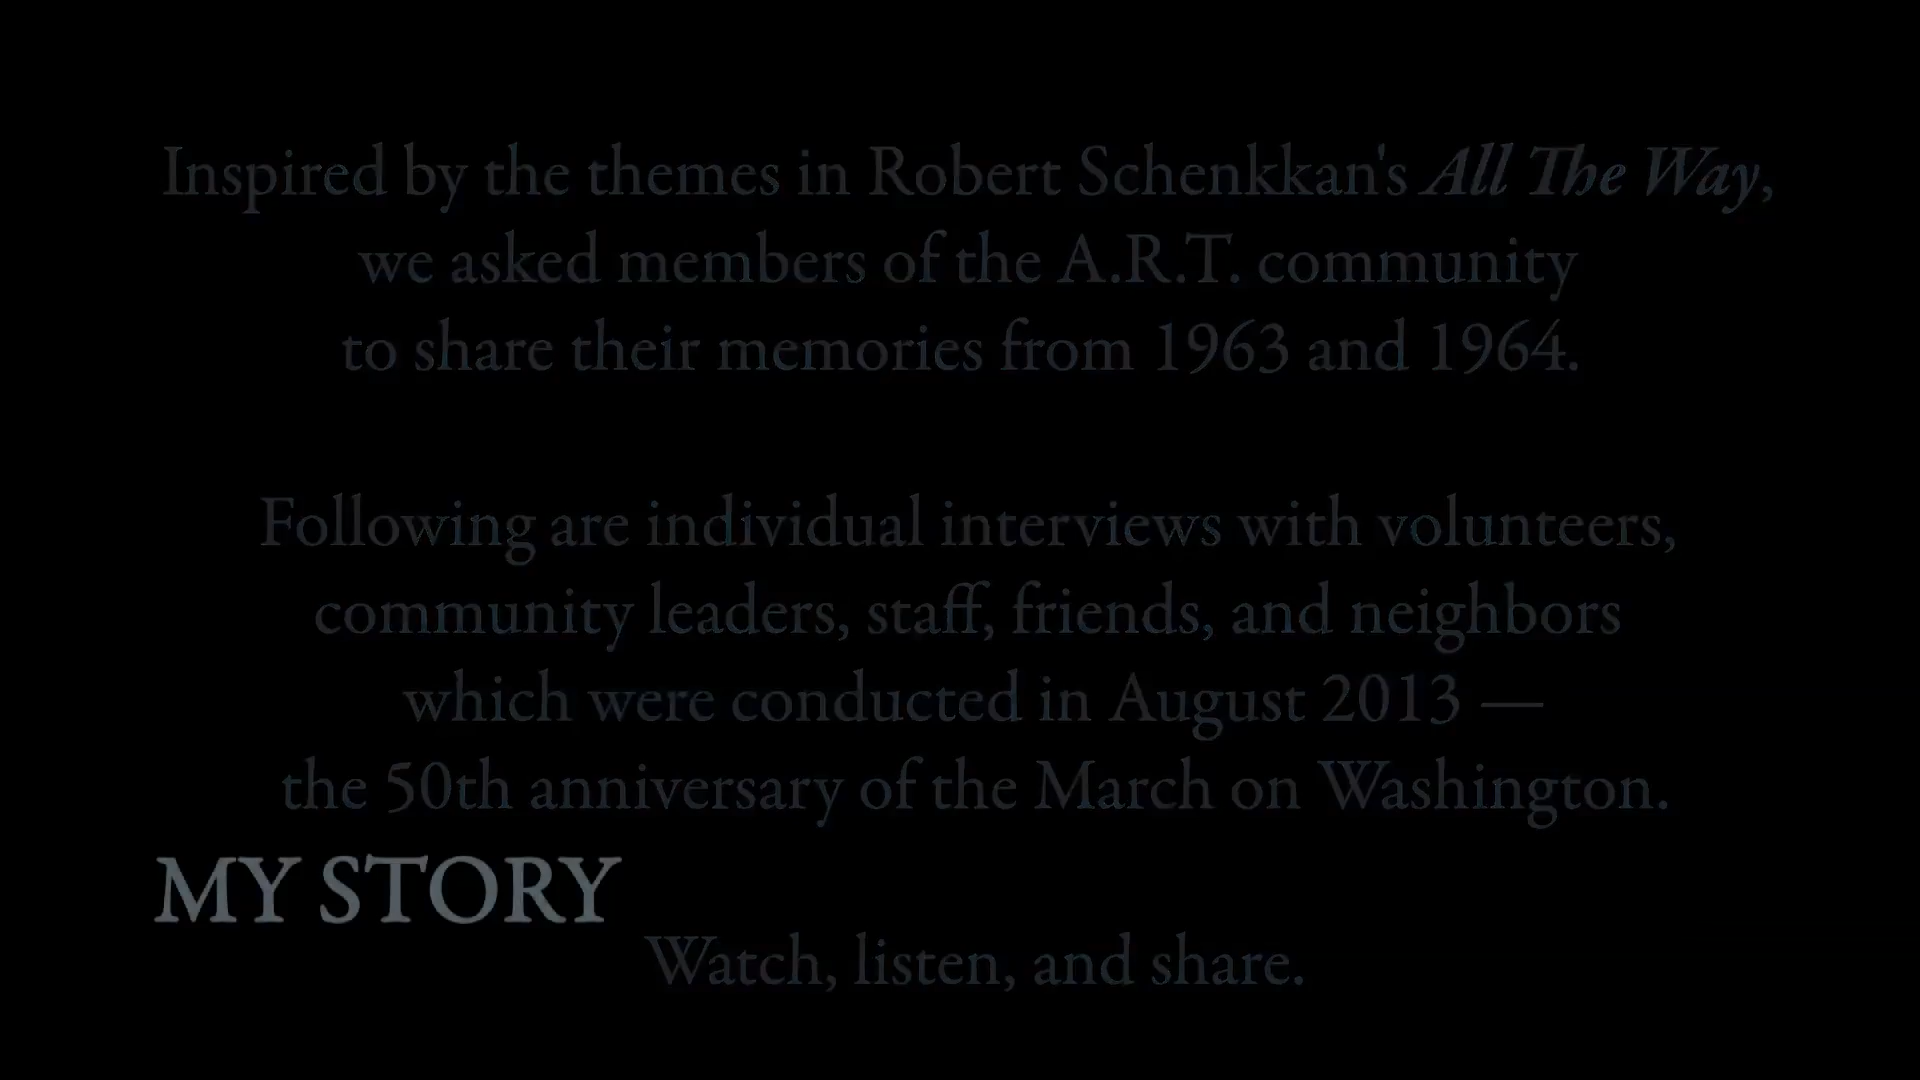 Inspired by the themes in Robert Schenkkan's All The Way,
we asked members of the A.R.T. community
to share their memories from 1963 and 1964.
Following are individual interviews with volunteers,
community leaders, staff, friends, and neighbors
which were conducted in August 2013 —
the 50th anniversary of the March on Washington.
MY STORY
Watch, listen, and share.